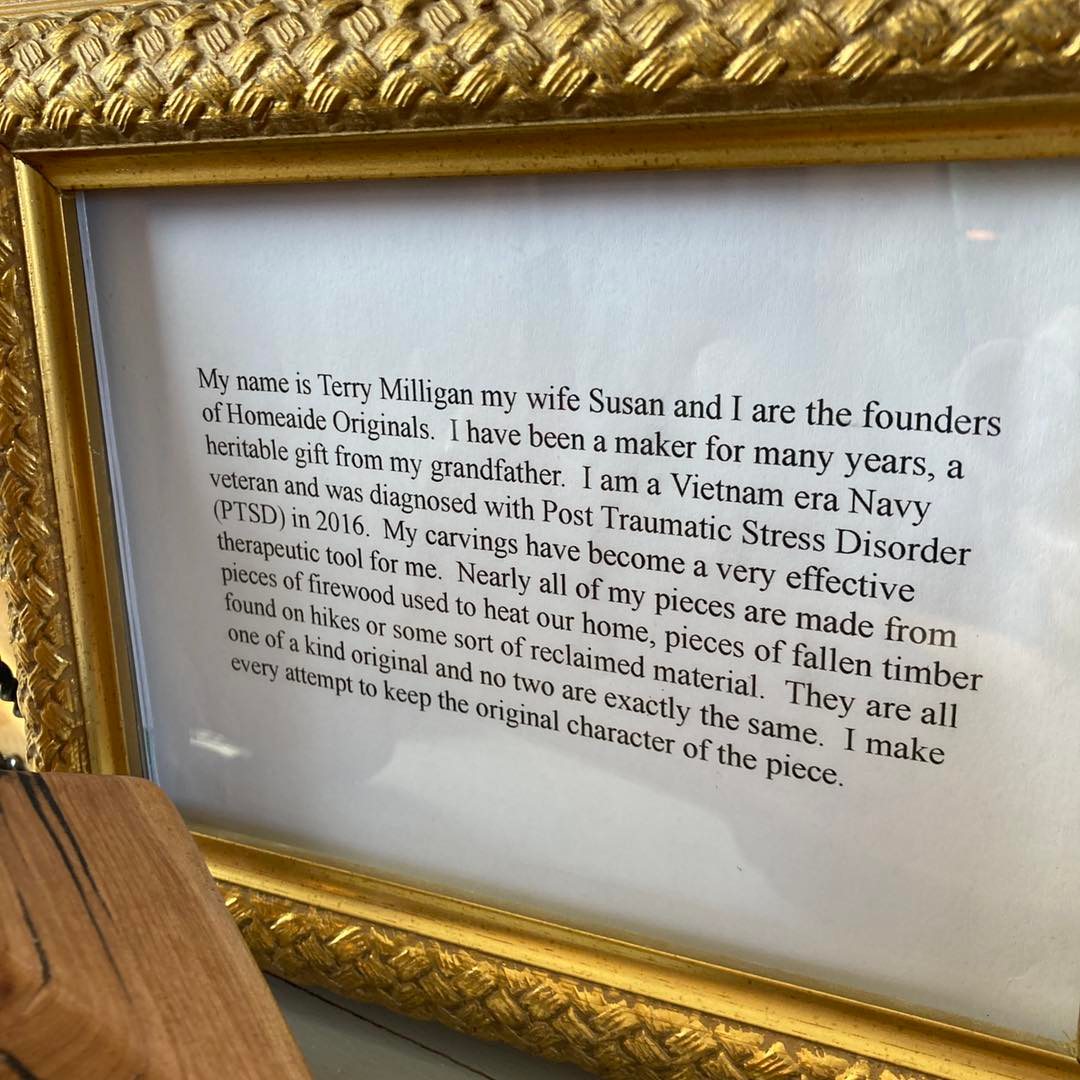 My name is Terry Milligan my wife Susan and I are the founders
of Homeaide Originals.  I have been a maker for many years, a
heritable gift from my grandfather.  I am a Vietnam era Navy
veteran and was diagnosed with Post Traumatic Stress Disorder
(PTSD) in 2016.  My carvings have become a very effective
therapeutic tool for me.  Nearly all of my pieces are made from
pieces of firewood used to heat our home, pieces of fallen timber
found on hikes or some sort of reclaimed material.  They are all
one of a kind original and no two are exactly the same.  I make
every attempt to keep the original character of the piece.